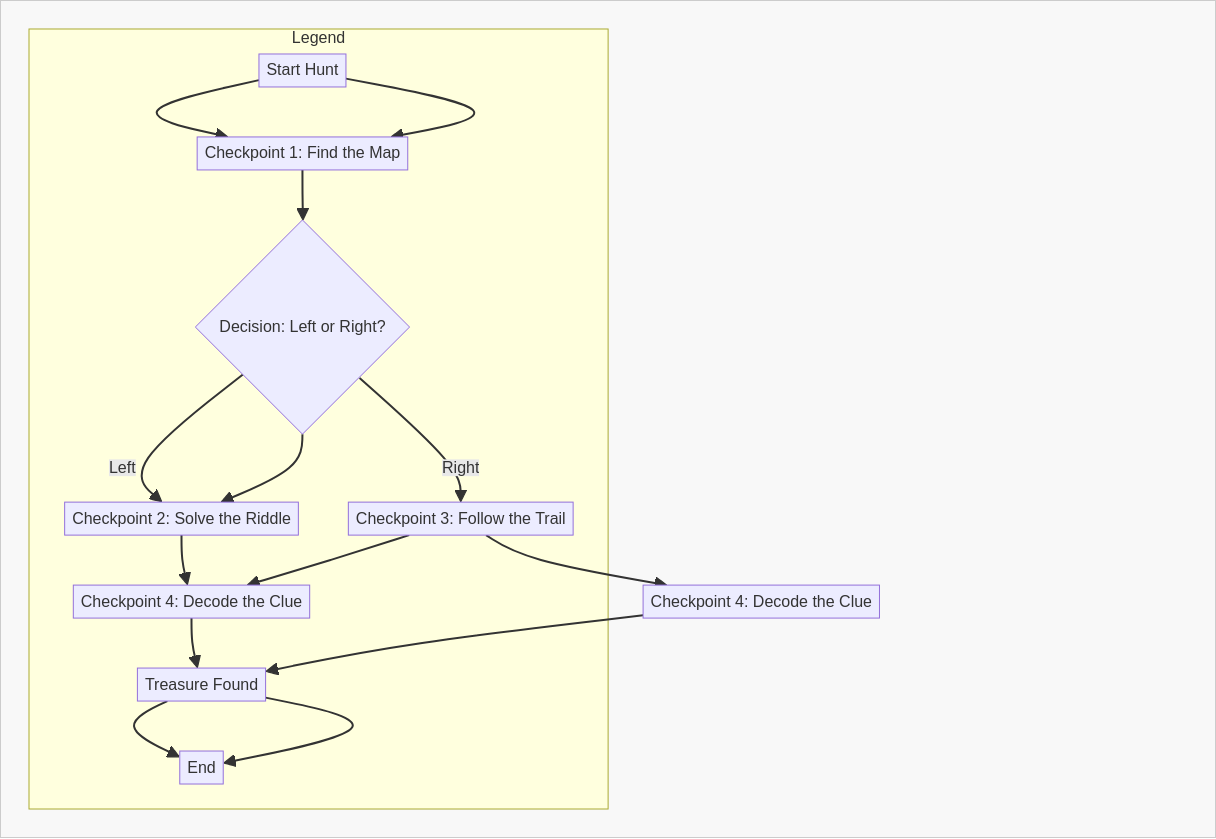 Legend
Start Hunt
Checkpoint 1: Find the Map
Decision: Left or Right?
Left
Right
Checkpoint 2: Solve the Riddle
Checkpoint 3: Follow the Trail
Checkpoint 4: Decode the Clue
Checkpoint 4: Decode the Clue
Treasure Found
End